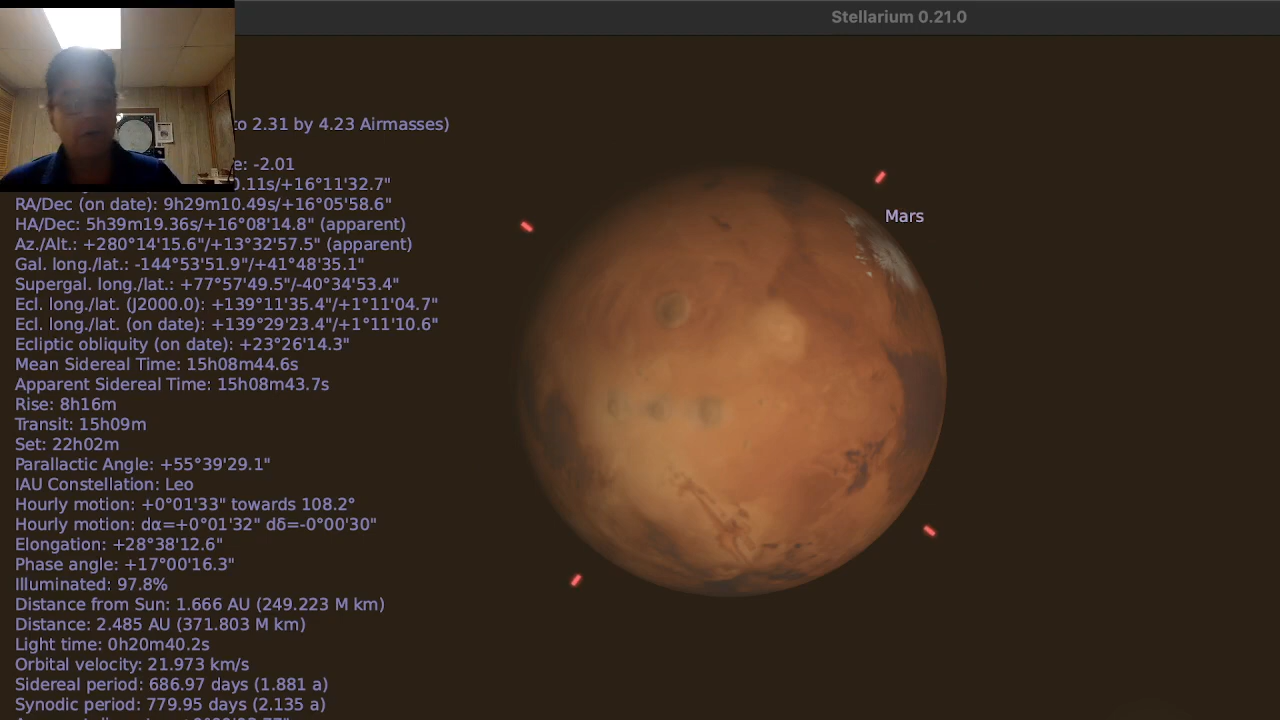 Stellarium 0.21.0
to 2.31 by 4.23 Airmasses)
e: -2.01
0.11s/+16°11'32.7"
RA/Dec (on date): 9h29m10.49s/+16°05'58.6"
HA/Dec: 5h39m19.36s/+16°08'14.8" (apparent)
Az./Alt.: +280°14'15.6"/+13°32'57.5" (apparent)
Gal. long./lat.: -144°53'51.9"/+41°48'35.1"
Supergal. long./lat.: +77°57'49.5"/-40°34'53.4"
Ecl. long./lat. (J2000.0): +139°11'35.4"/+1°11'04.7"
Ecl. long./lat. (on date): +139°29'23.4"/+1°11'10.6"
Ecliptic obliquity (on date): +23°26'14.3"
Mean Sidereal Time: 15h08m44.6s
Apparent Sidereal Time: 15h08m43.7s
Rise: 8h16m
Transit: 15h09m
Set: 22h02m
Parallactic Angle: +55°39'29.1"
IAU Constellation: Leo
Hourly motion: +0°01'33" towards 108.2°
Hourly motion: dα=+0°01'32" dδ=-0°00'30"
Elongation: +28°38'12.6"
Phase angle: +17°00'16.3"
Illuminated: 97.8%
Distance from Sun: 1.666 AU (249.223 M km)
Distance: 2.485 AU (371.803 M km)
Light time: 0h20m40.2s
Orbital velocity: 21.973 km/s
Sidereal period: 686.97 days (1.881 a)
Synodic period: 779.95 days (2.135 a)
Mars